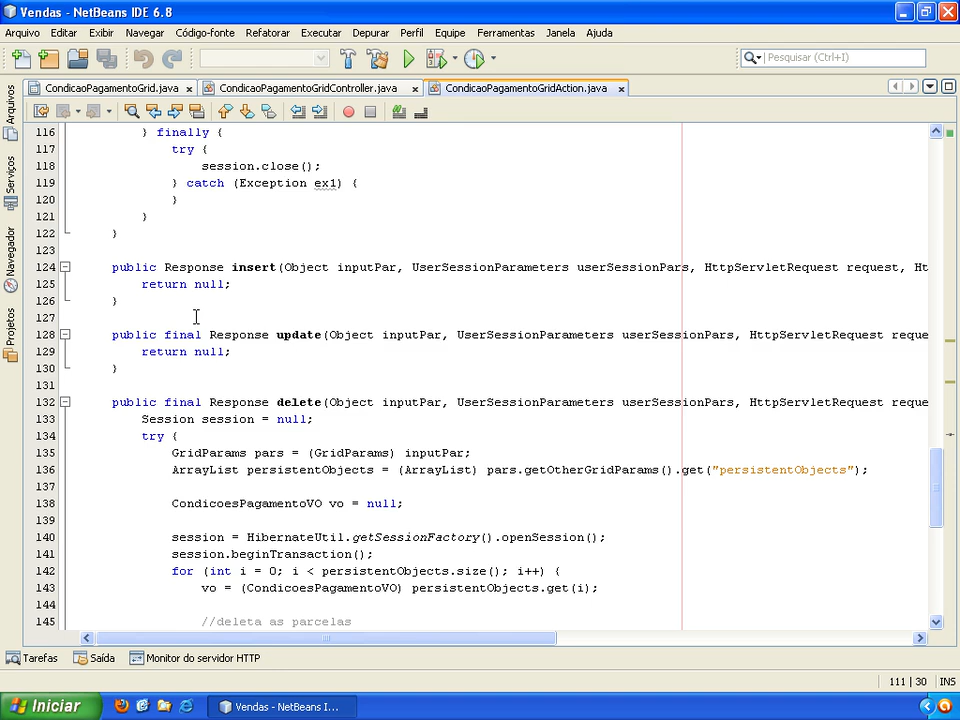 Vendas - NetBeans IDE 6.8
Arquivo Editar Exibir Navegar Código-fonte Refatorar Executar Depurar Perfil Equipe Ferramentas Janela Ajuda
Pesquisar (Ctrl+I)
CondicaoPagamentoGrid.java CondicaoPagamentoGridController.java CondicaoPagamentoGridAction.java
Arquivos
Serviços
Navegador
Projetos
116 } finally {
117 try {
118 session.close();
119 } catch (Exception ex1) {
120 }
121 }
122 }
123
124 public Response insert(Object inputPar, UserSessionParameters userSessionPars, HttpServletRequest request, Ht
125 return null;
126 }
127
128 public final Response update(Object inputPar, UserSessionParameters userSessionPars, HttpServletRequest reque
129 return null;
130 }
131
132 public final Response delete(Object inputPar, UserSessionParameters userSessionPars, HttpServletRequest reque
133 Session session = null;
134 try {
135 GridParams pars = (GridParams) inputPar;
136 ArrayList persistentObjects = (ArrayList) pars.getOtherGridParams().get("persistentObjects");
137
138 CondicoesPagamentoVO vo = null;
139
140 session = HibernateUtil.getSessionFactory().openSession();
141 session.beginTransaction();
142 for (int i = 0; i < persistentObjects.size(); i++) {
143 vo = (CondicoesPagamentoVO) persistentObjects.get(i);
144
145 //deleta as parcelas
Tarefas Saída Monitor do servidor HTTP
111 | 30 INS
Iniciar Vendas - NetBeans I...